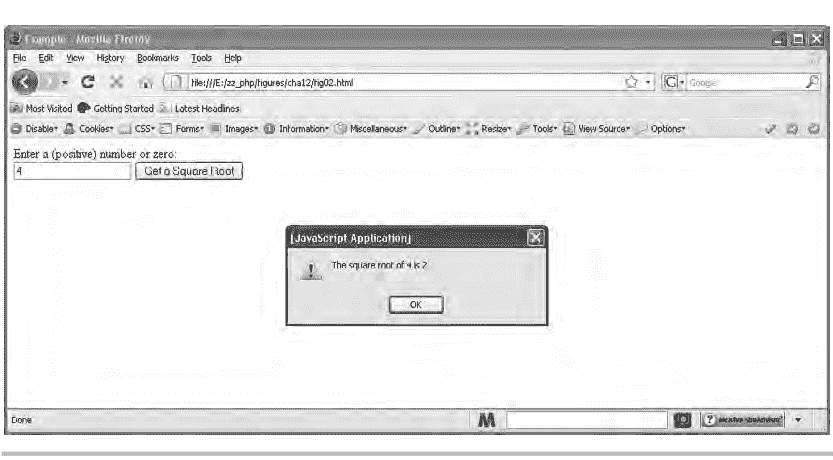 Example - Mozilla Firefox
File Edit View History Bookmarks Tools Help
file:///E:/zz_php/figures/cha12/fig02.html
G Google
Most Visited Getting Started Latest Headlines
Disable Cookies CSS Forms Images Information Miscellaneous Outline Resize Tools View Source Options
Enter a (positive) number or zero:
4 Get a Square Root
[JavaScript Application]
The square root of 4 is 2
OK
Done
M